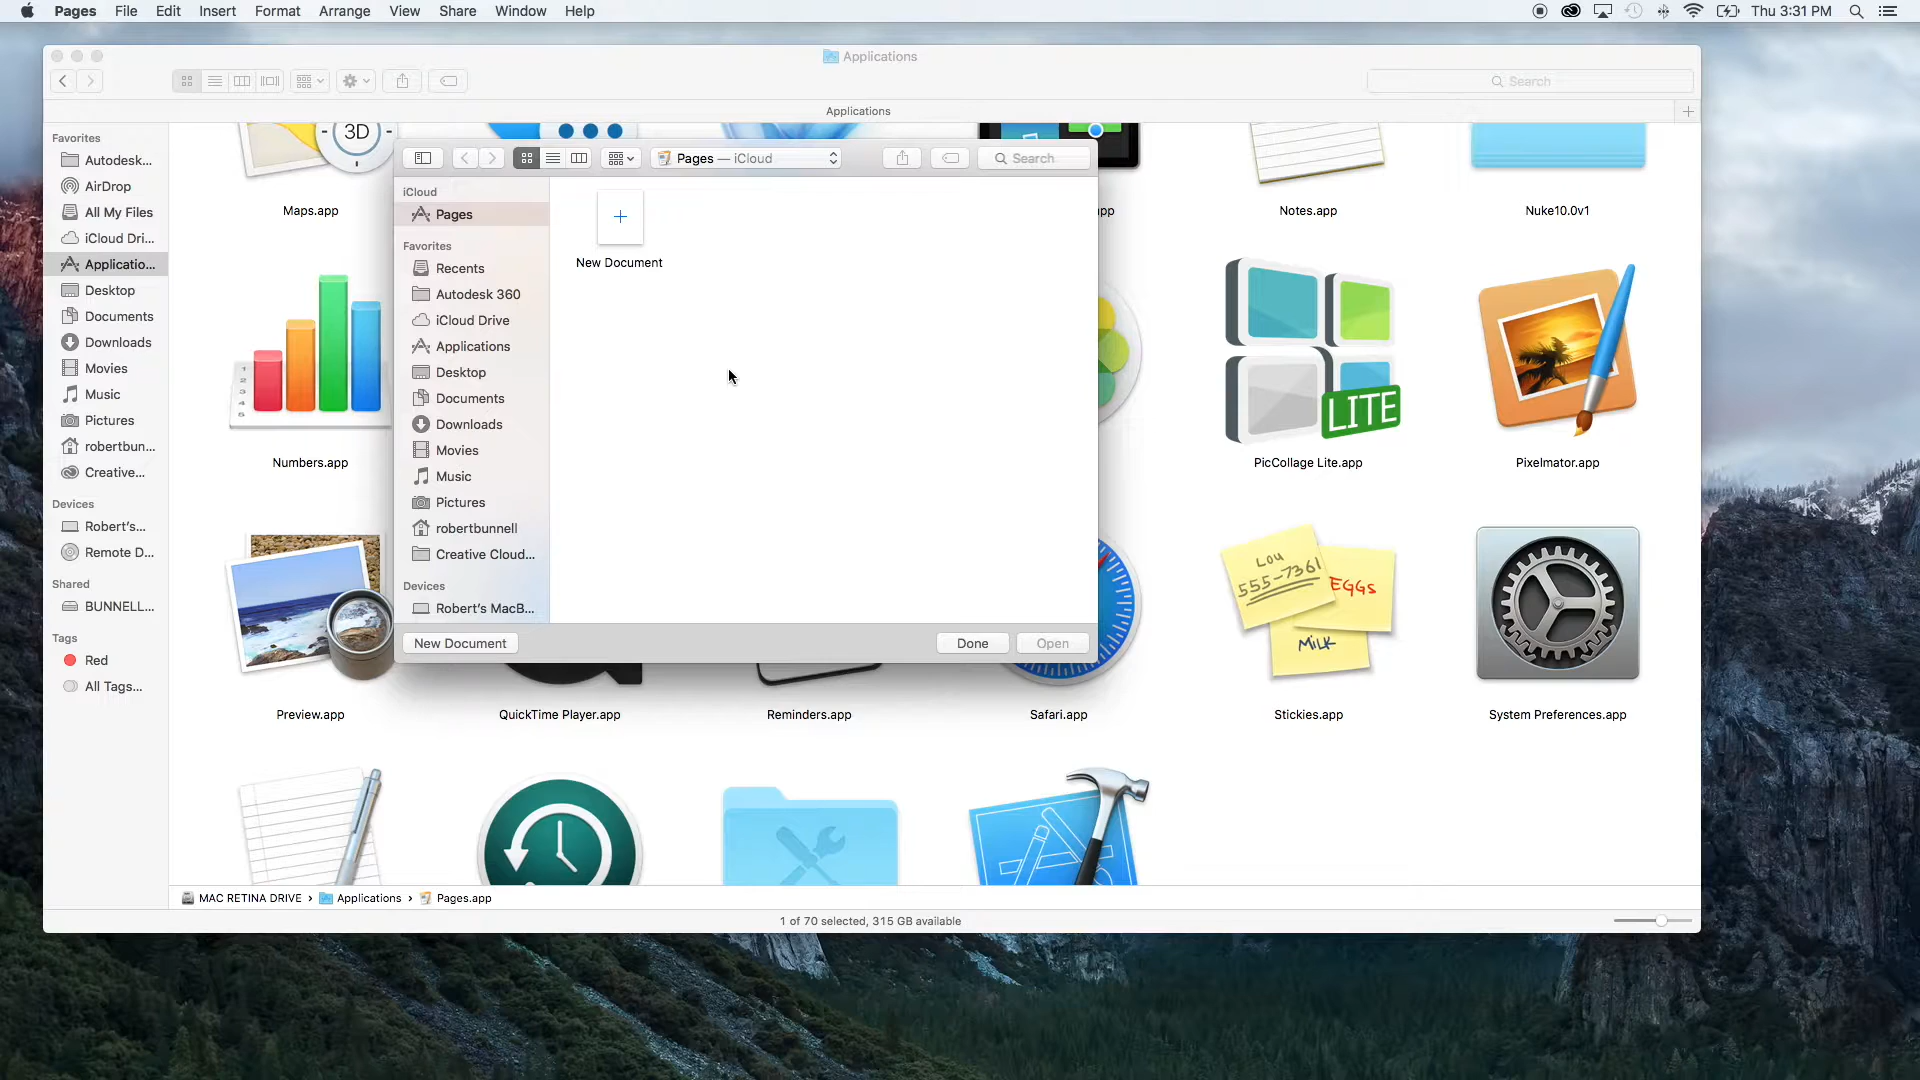 Pages File Edit Insert Format Arrange View Share Window Help
Thu 3:31 PM
Applications
Search
Applications
Favorites
Autodesk...
AirDrop
All My Files
iCloud Dri...
Applicatio...
Desktop
Documents
Downloads
Movies
Music
Pictures
robertbun...
Creative...
Devices
Robert's...
Remote D...
Shared
BUNNELL...
Tags
Red
All Tags...
3D
Maps.app
pp
Notes.app
Nuke10.0v1
Pages — iCloud
Search
iCloud
Pages
Favorites
Recents
Autodesk 360
iCloud Drive
Applications
Desktop
Documents
Downloads
Movies
Music
Pictures
robertbunnell
Creative Cloud...
Devices
Robert's MacB...
New Document
New Document
Done
Open
1
2
3
4
5
Numbers.app
LITE
PicCollage Lite.app
Pixelmator.app
Lou
555-7361
EGGS
MiLK
Preview.app
QuickTime Player.app
Reminders.app
Safari.app
Stickies.app
System Preferences.app
MAC RETINA DRIVE › Applications › Pages.app
1 of 70 selected, 315 GB available